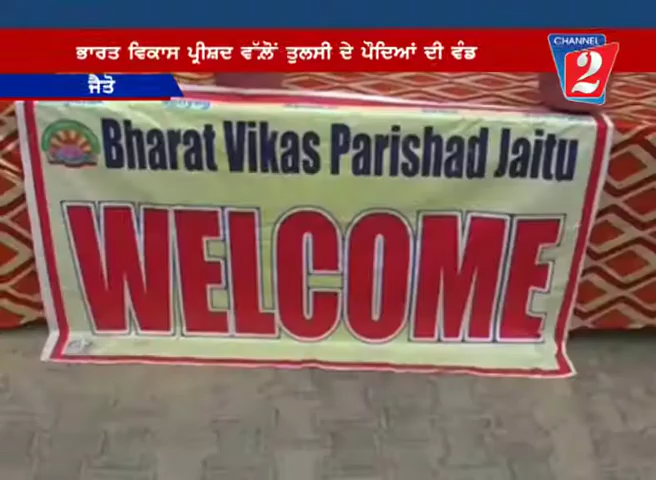 CHANNEL
2
ਭਾਰਤ ਵਿਕਾਸ ਪ੍ਰੀਸ਼ਦ ਵੱਲੋਂ ਤੁਲਸੀ ਦੇ ਪੌਦਿਆਂ ਦੀ ਵੰਡ
ਜੈਤੋ
Bharat Vikas Parishad Jaitu
WELCOME